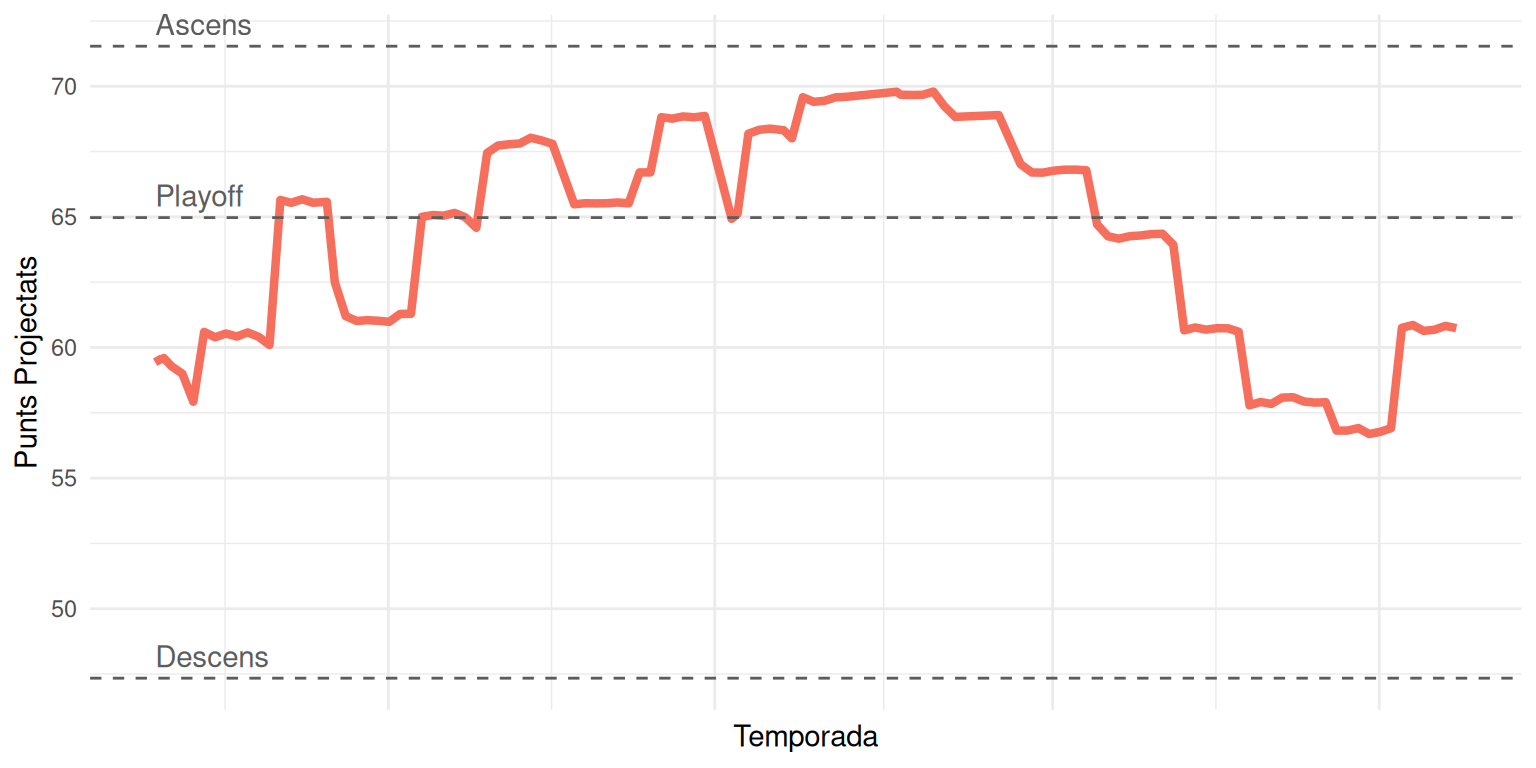 Ascens
70
Playoff
65
Punts Projectats
60
55
50
Descens
Temporada